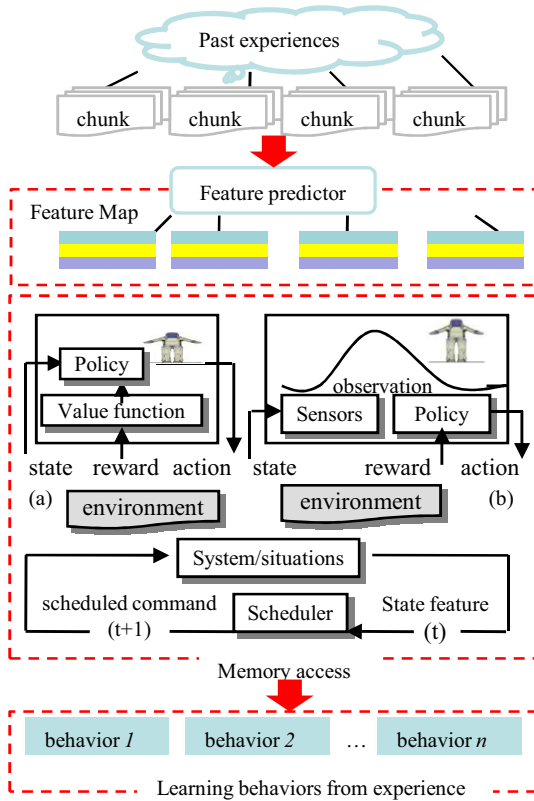 Past experiences
chunk chunk chunk chunk
Feature predictor
Feature Map
Policy
Value function
observation
Sensors Policy
state reward action
state reward action
(a) (b)
environment environment
System/situations
scheduled command
(t+1)
Scheduler
State feature
(t)
Memory access
behavior 1 behavior 2 … behavior n
Learning behaviors from experience